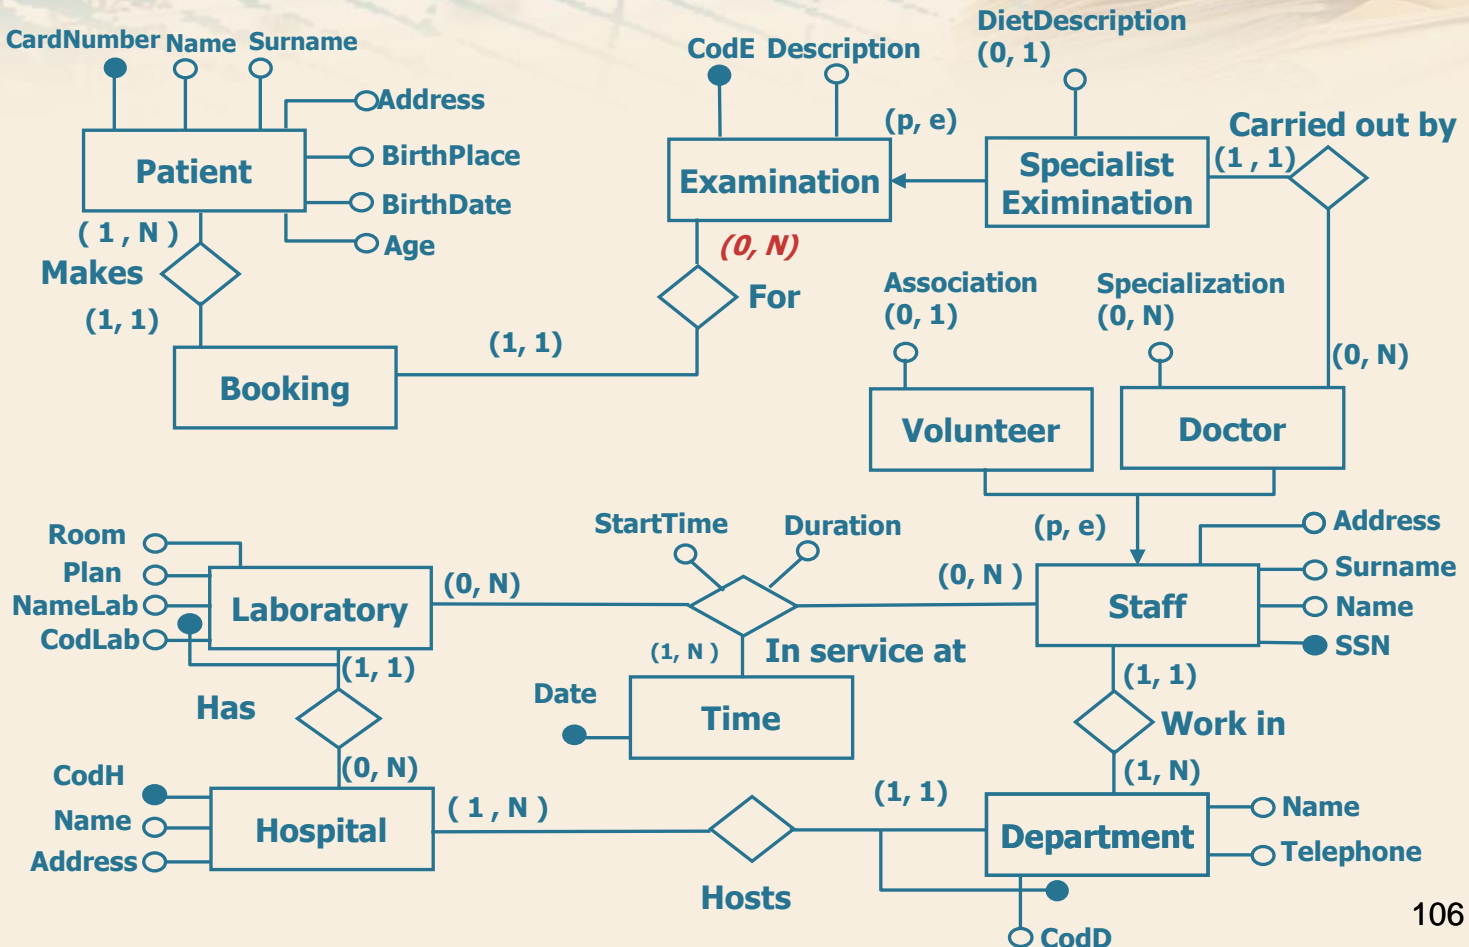 DietDescription
(0, 1)
CardNumber Name Surname
CodE Description
Address
(p, e)
Carried out by
Patient
BirthPlace
Examination
Specialist
Eximination
(1 , 1)
BirthDate
( 1 , N )
Age
(0, N)
Makes
For
Association
(0, 1)
Specialization
(0, N)
(1, 1)
(1, 1)
(0, N)
Booking
Volunteer
Doctor
Room
Plan
NameLab
CodLab
StartTime
Duration
(p, e)
Address
Surname
Name
SSN
Laboratory
(0, N)
(0, N )
Staff
(1, 1)
(1, N )
In service at
(1, 1)
Has
Date
Time
Work in
(0, N)
(1, N)
CodH
Name
Address
Hospital
( 1 , N )
(1, 1)
Department
Name
Telephone
Hosts
CodD
106